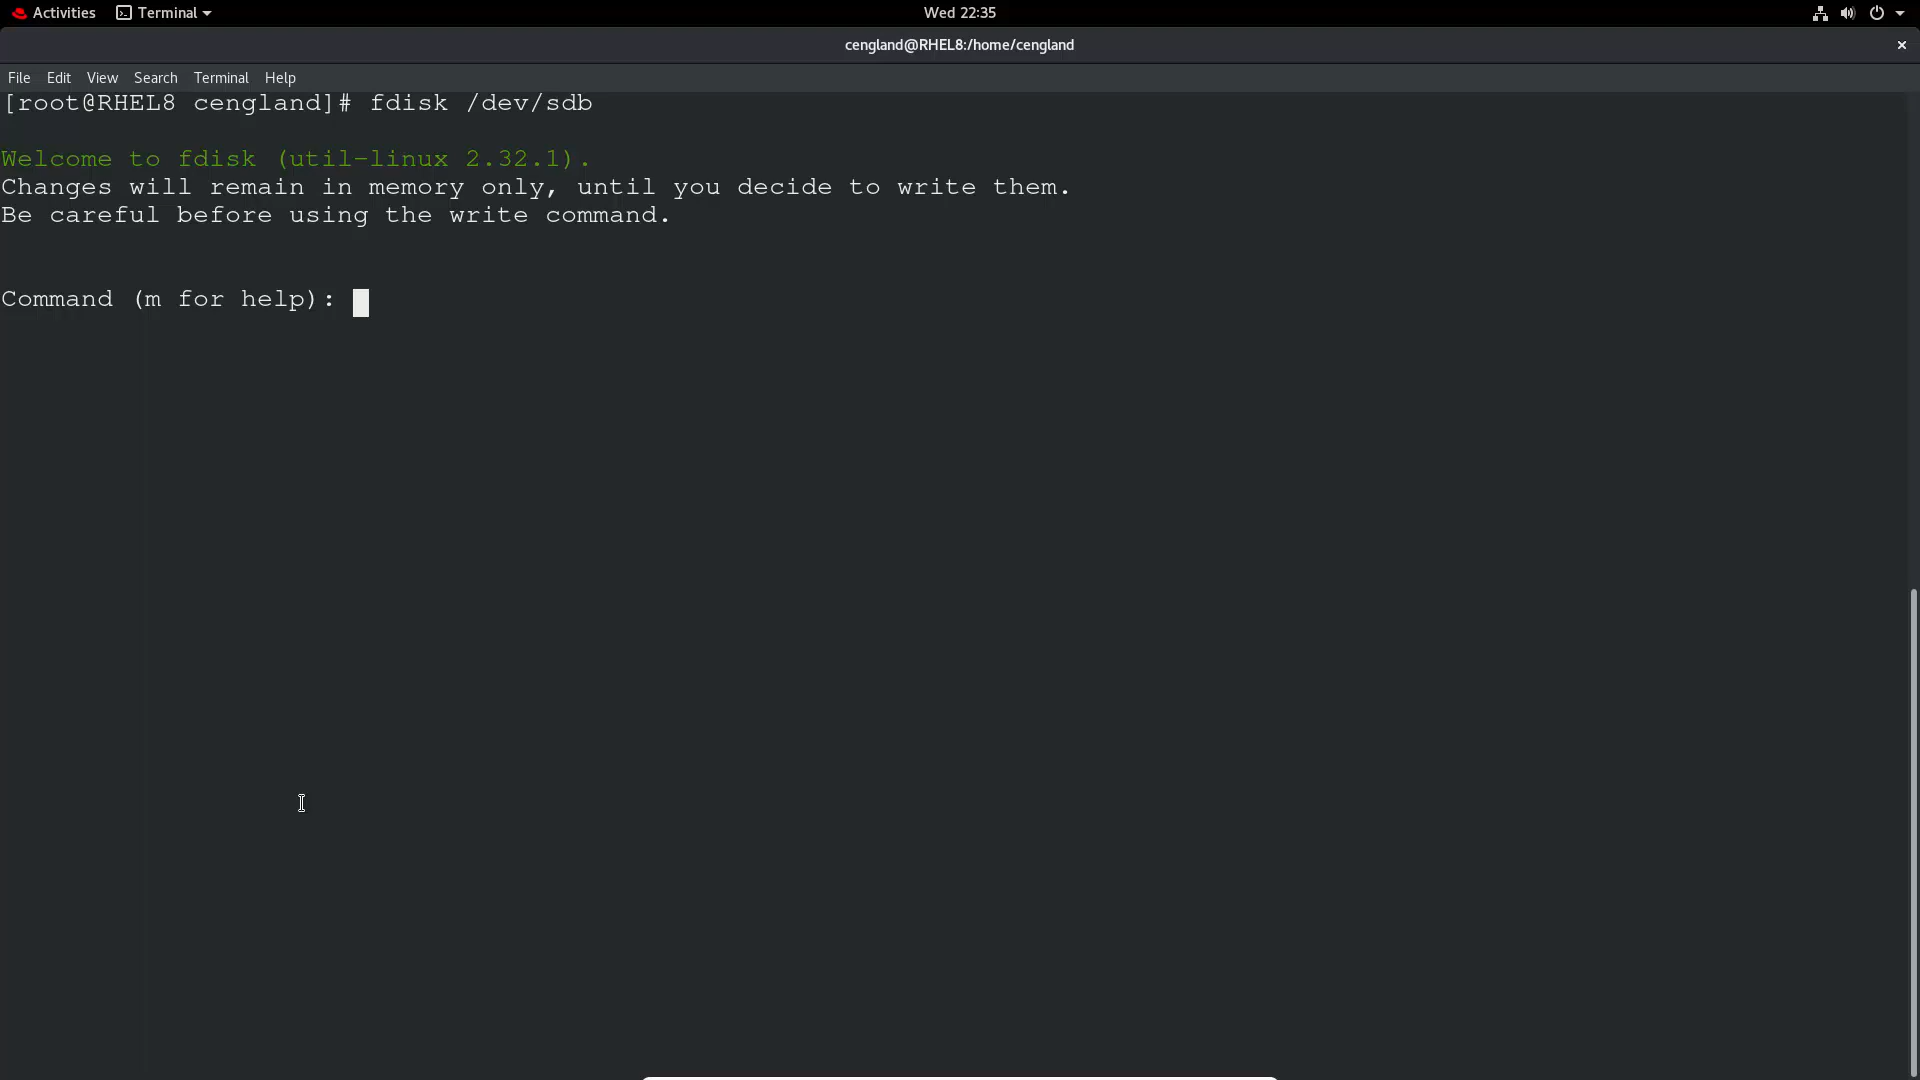 Activities Terminal Wed 22:35
cengland@RHEL8:/home/cengland
File Edit View Search Terminal Help
[root@RHEL8 cengland]# fdisk /dev/sdb
Welcome to fdisk (util-linux 2.32.1).
Changes will remain in memory only, until you decide to write them.
Be careful before using the write command.
Command (m for help):